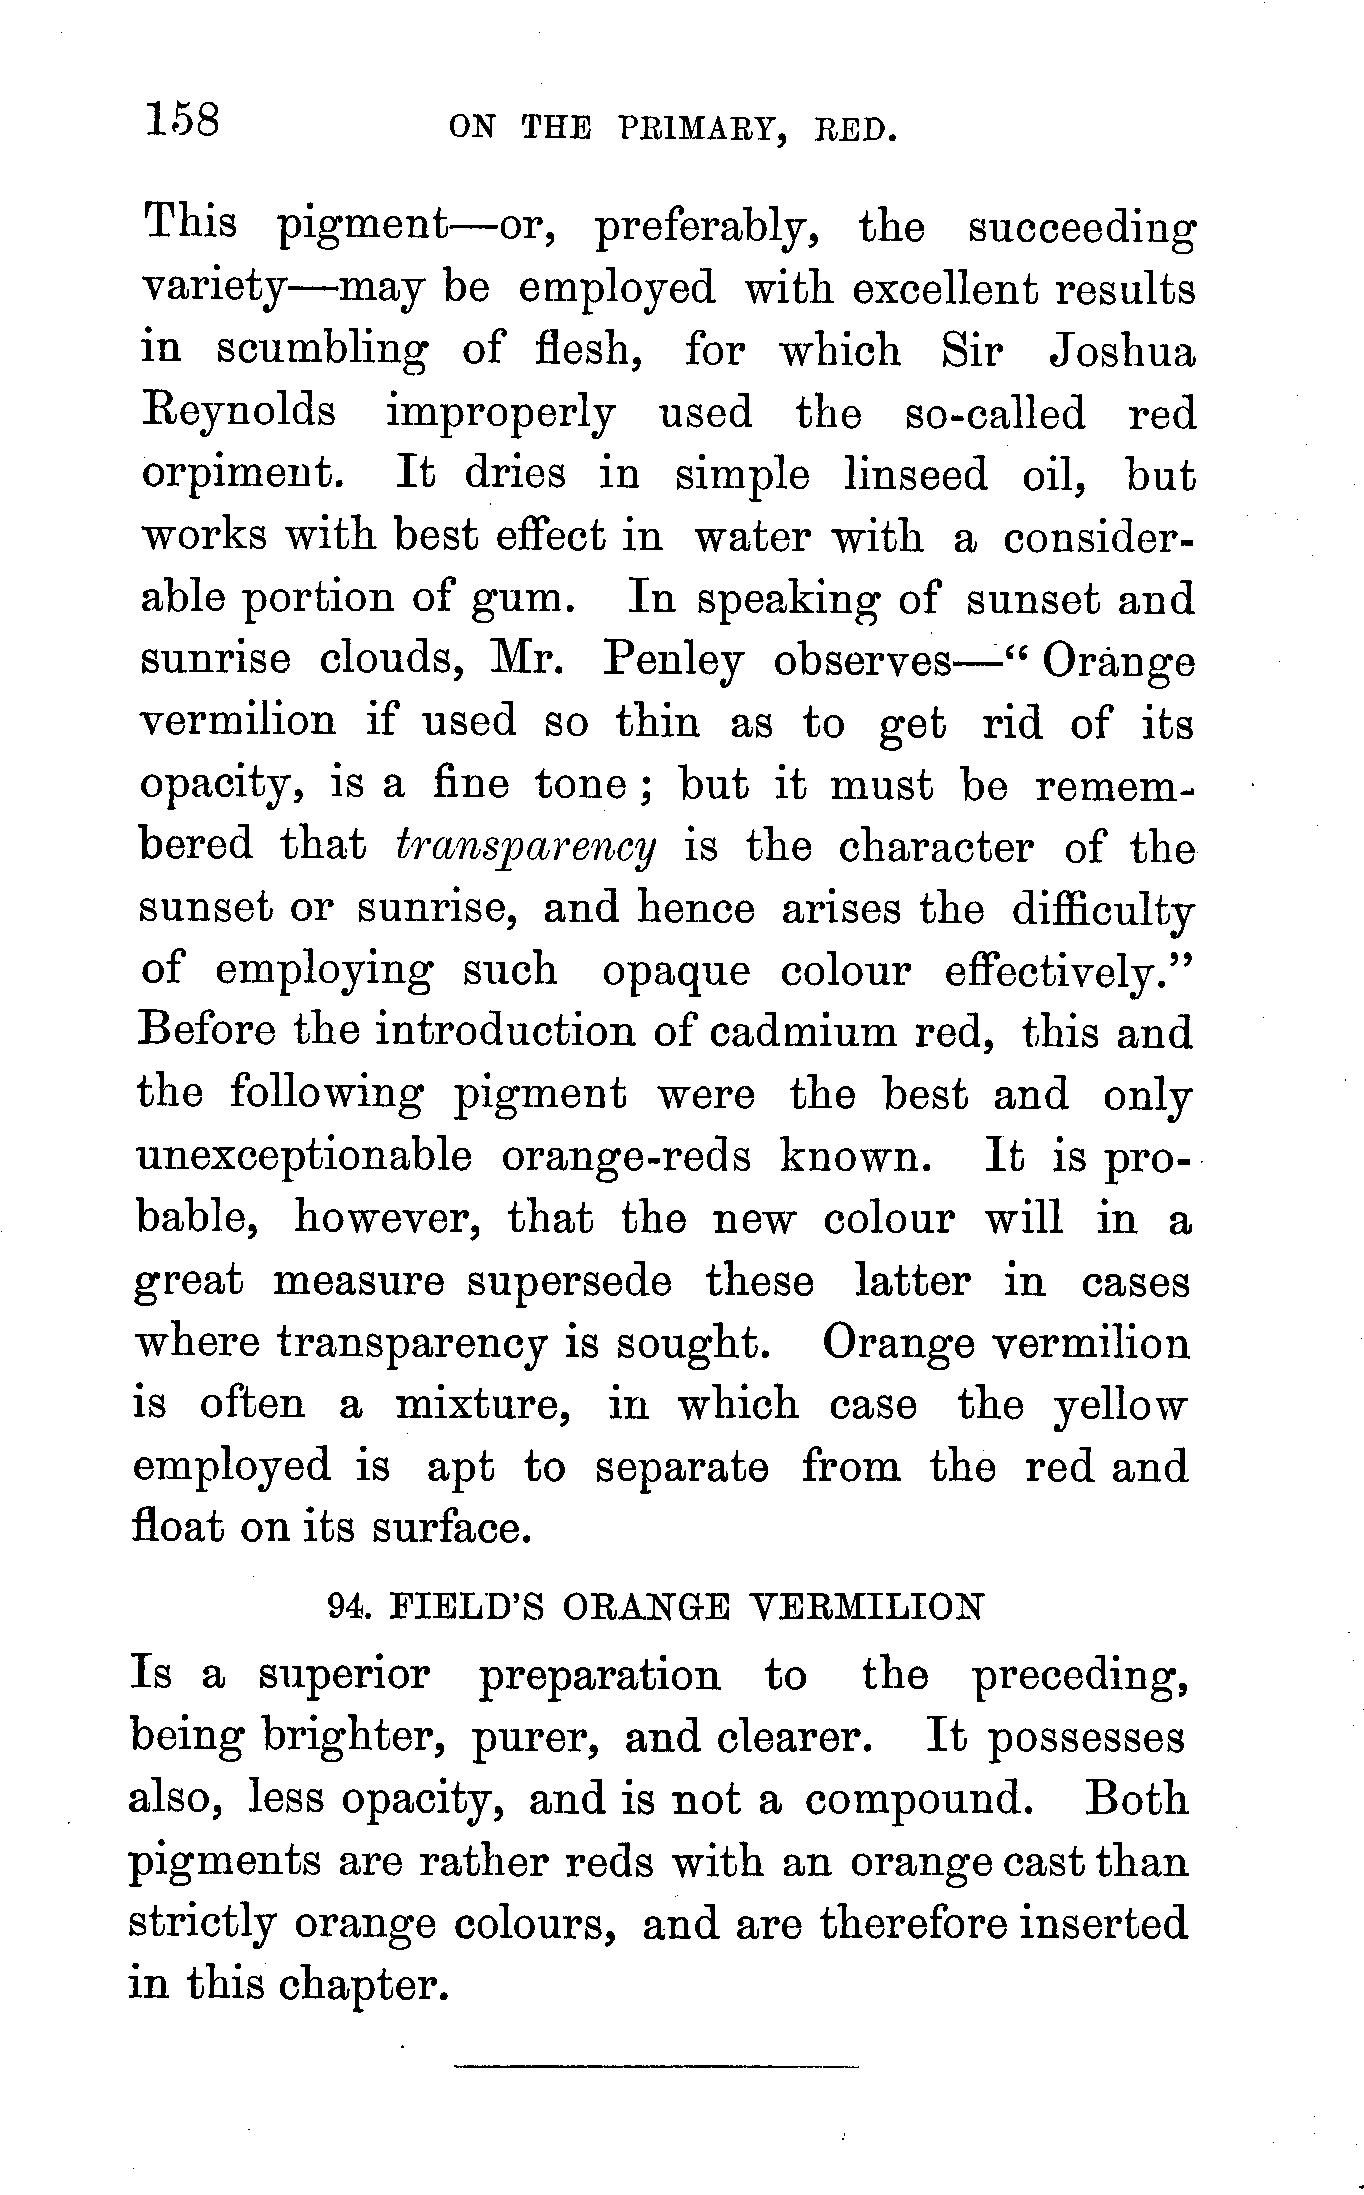 158 ON THE PRIMARY, RED.
This pigment—or, preferably, the succeeding
variety—may be employed with excellent results
in scumbling of flesh, for which Sir Joshua
Reynolds improperly used the so-called red
orpiment. It dries in simple linseed oil, but
works with best effect in water with a consider-
able portion of gum. In speaking of sunset and
sunrise clouds, Mr. Penley observes—“ Orange
vermilion if used so thin as to get rid of its
opacity, is a fine tone ; but it must be remem-
bered that transparency is the character of the
sunset or sunrise, and hence arises the difficulty
of employing such opaque colour effectively.”
Before the introduction of cadmium red, this and
the following pigment were the best and only
unexceptionable orange-reds known. It is pro-
bable, however, that the new colour will in a
great measure supersede these latter in cases
where transparency is sought. Orange vermilion
is often a mixture, in which case the yellow
employed is apt to separate from the red and
float on its surface.
94. FIELD’S ORANGE VERMILION
Is a superior preparation to the preceding,
being brighter, purer, and clearer. It possesses
also, less opacity, and is not a compound. Both
pigments are rather reds with an orange cast than
strictly orange colours, and are therefore inserted
in this chapter.